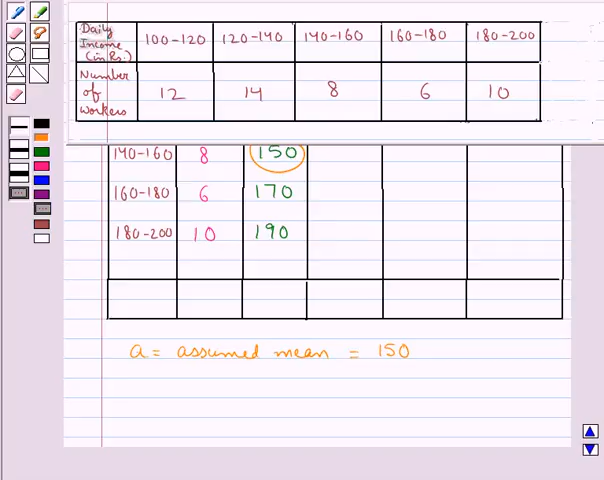 Daily Income (in Rs.) 100-120 120-140 140-160 160-180 180-200
Number of workers 12 14 8 6 10
140-160 8 150
160-180 6 170
180-200 10 190
a = assumed mean = 150